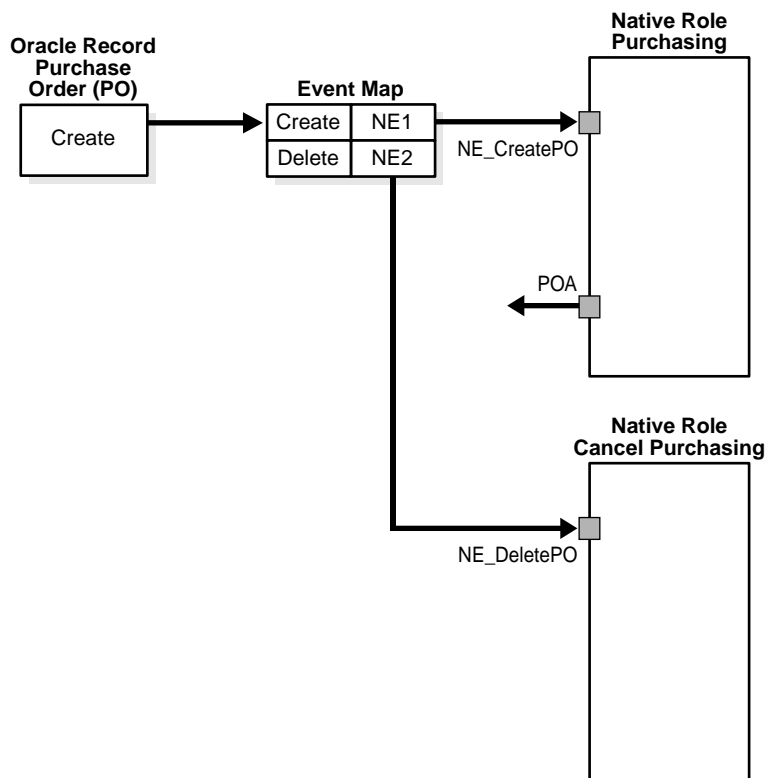 Oracle Record
Purchase
Order (PO)
Create
Event Map
Create NE1
Delete NE2
Native Role
Purchasing
NE_CreatePO
POA
Native Role
Cancel Purchasing
NE_DeletePO